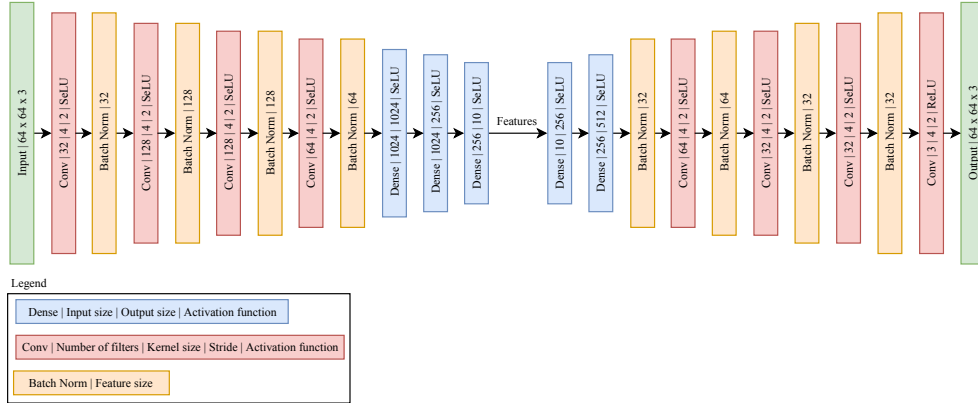 Input | 64 x 64 x 3
Conv | 32 | 4 | 2 | SeLU
Batch Norm | 32
Conv | 128 | 4 | 2 | SeLU
Batch Norm | 128
Conv | 128 | 4 | 2 | SeLU
Batch Norm | 128
Conv | 64 | 4 | 2 | SeLU
Batch Norm | 64
Dense | 1024 | 1024 | SeLU
Dense | 1024 | 256 | SeLU
Dense | 256 | 10 | SeLU
Features
Dense | 10 | 256 | SeLU
Dense | 256 | 512 | SeLU
Batch Norm | 32
Conv | 64 | 4 | 2 | SeLU
Batch Norm | 64
Conv | 32 | 4 | 2 | SeLU
Batch Norm | 32
Conv | 32 | 4 | 2 | SeLU
Batch Norm | 32
Conv | 3 | 4 | 2 | ReLU
Output | 64 x 64 x 3
Legend
Dense | Input size | Output size | Activation function
Conv | Number of filters | Kernel size | Stride | Activation function
Batch Norm | Feature size